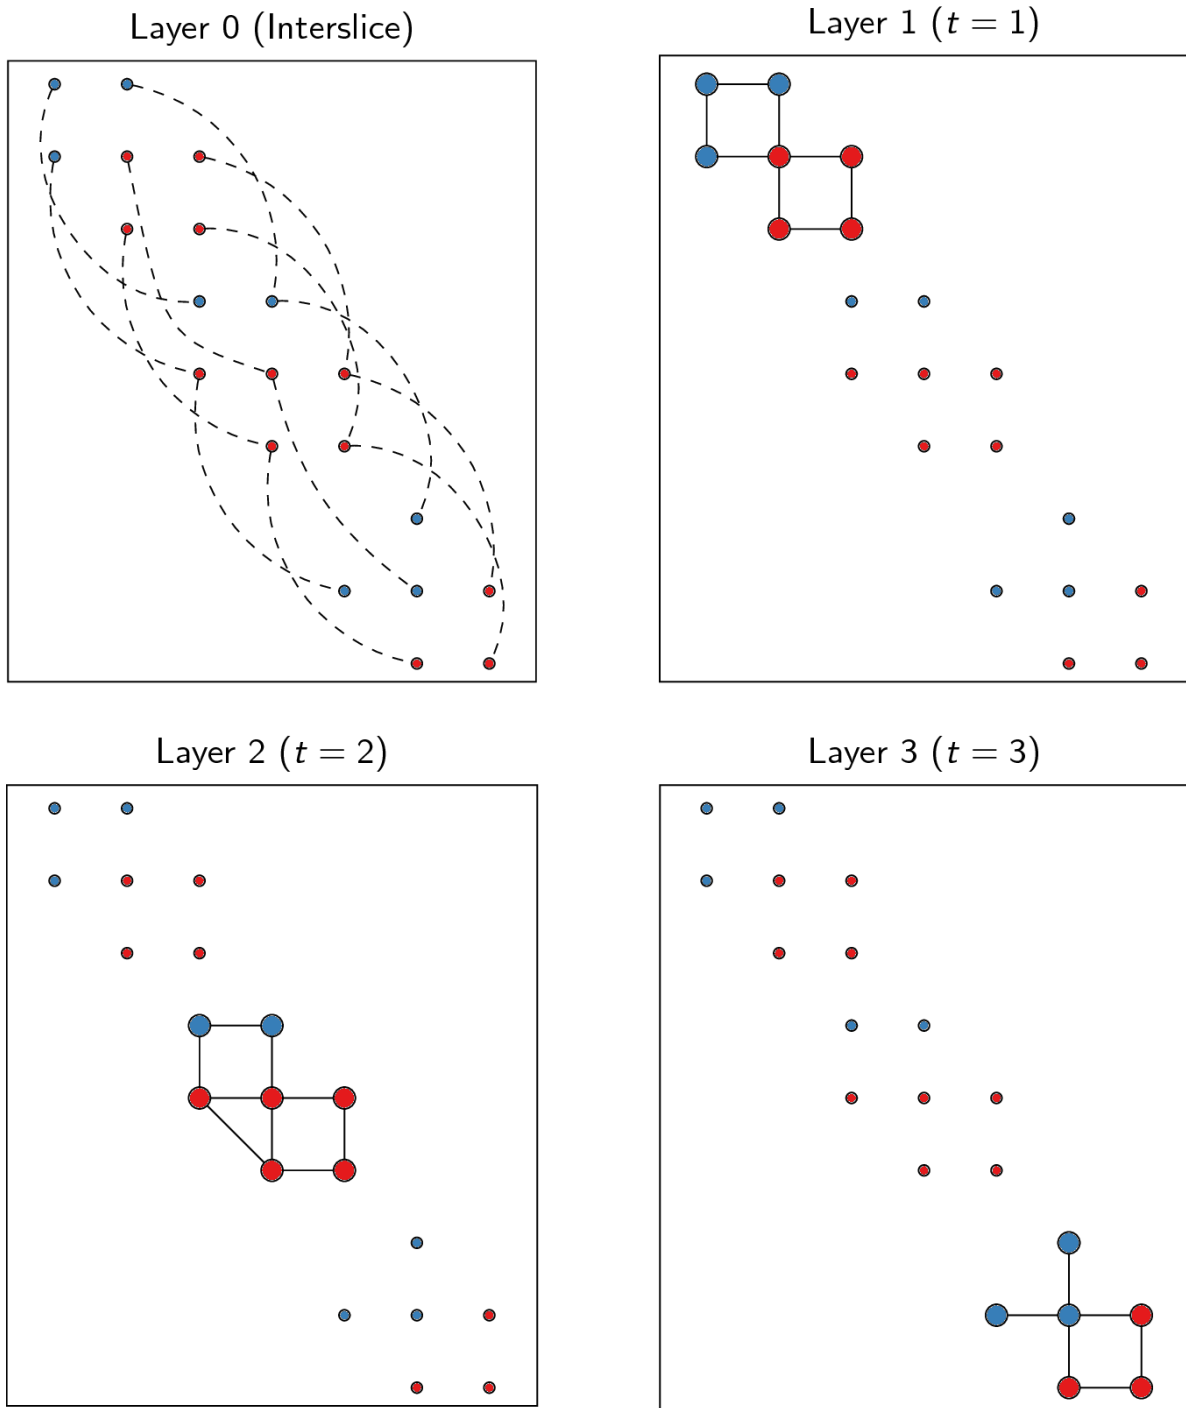 Layer 0 (Interslice)
Layer 1 (t = 1)
Layer 2 (t = 2)
Layer 3 (t = 3)